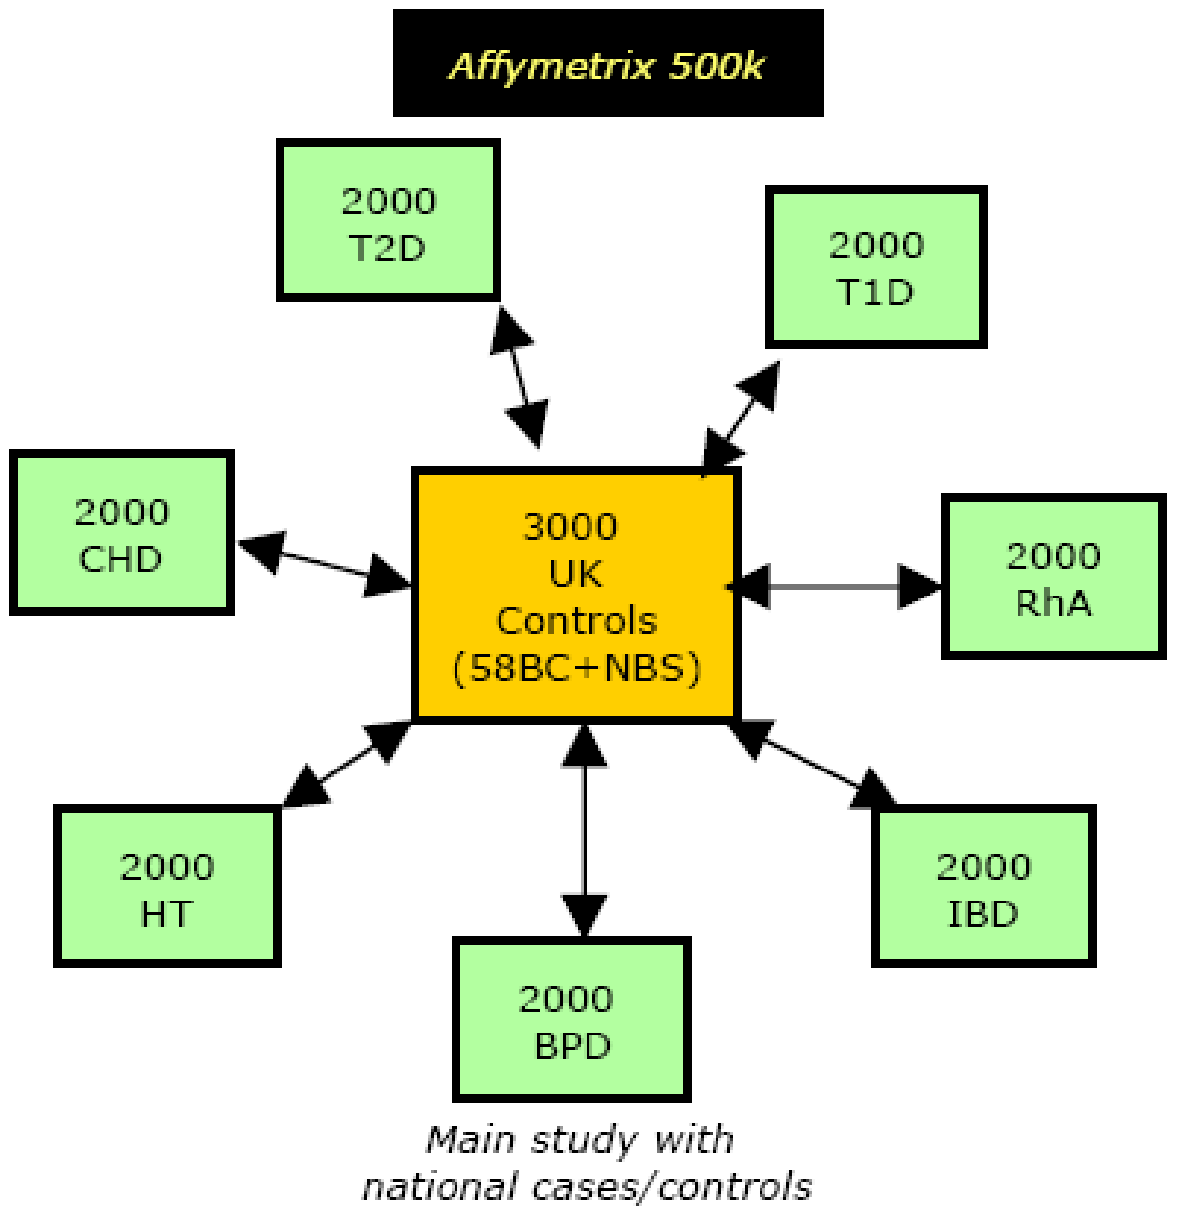 Affymetrix 500k
2000
T2D
2000
T1D
2000
CHD
3000
UK
Controls
(58BC+NBS)
2000
RhA
2000
HT
2000
IBD
2000
BPD
Main study with
national cases/controls